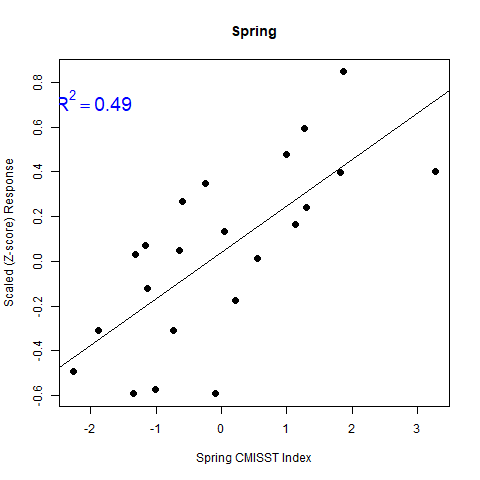 Spring
R² = 0.49
Scaled (Z-score) Response
0.8
0.6
0.4
0.2
0.0
-0.2
-0.4
-0.6
-2 -1 0 1 2 3
Spring CMISST Index